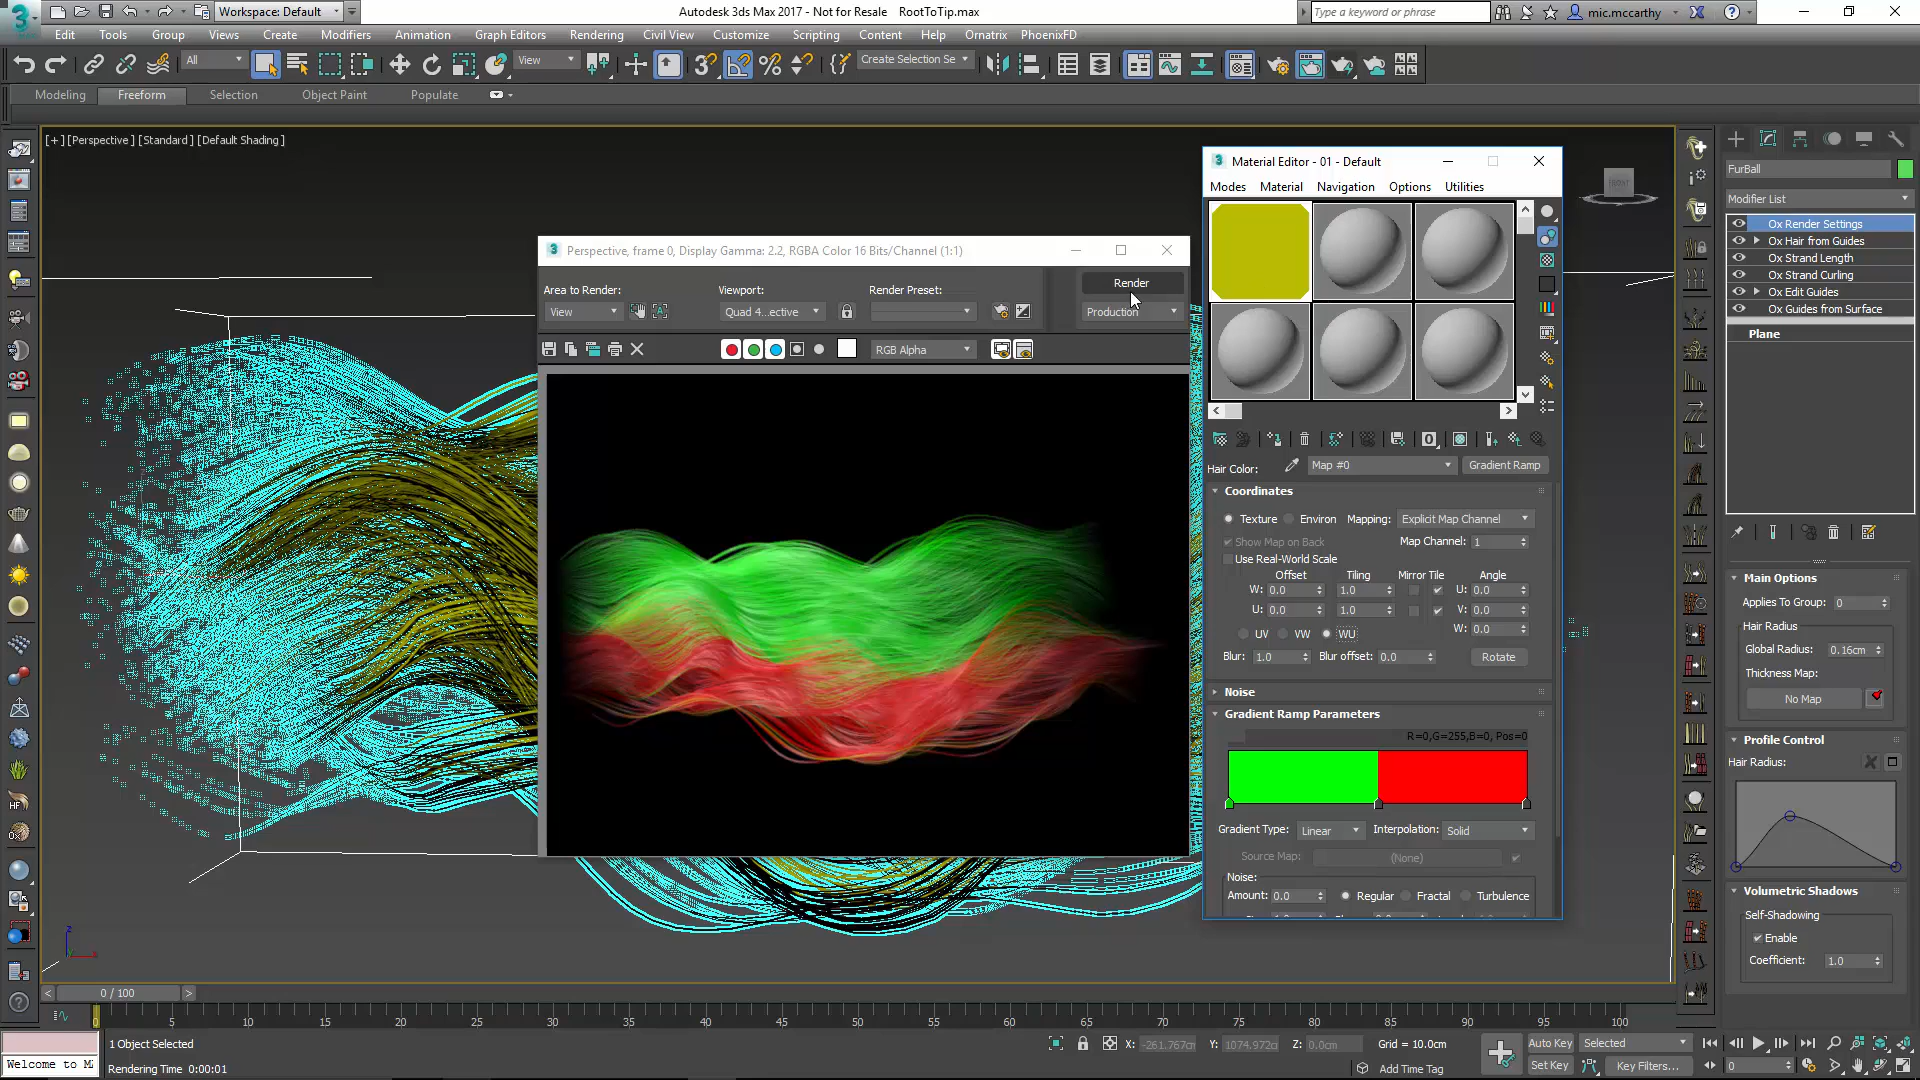 Workspace: Default
Autodesk 3ds Max 2017 - Not for Resale RootToTip.max
Type a keyword or phrase
mic.mccarthy
Edit Tools Group Views Create Modifiers Animation Graph Editors Rendering Civil View Customize Scripting Content Help Ornatrix PhoenixFD
All
View
Create Selection Se
Modeling Freeform Selection Object Paint Populate
[+] [Perspective] [Standard] [Default Shading]
Perspective, frame 0, Display Gamma: 2.2, RGBA Color 16 Bits/Channel (1:1)
Area to Render:
View
Viewport:
Quad 4...ective
Render Preset:
Render
Production
RGB Alpha
Material Editor - 01 - Default
Modes Material Navigation Options Utilities
Hair Color: Map #0 Gradient Ramp
Coordinates
Texture Environ Mapping: Explicit Map Channel
Show Map on Back Map Channel: 1
Use Real-World Scale
Offset Tiling Mirror Tile Angle
W: 0.0 1.0 U: 0.0
U: 0.0 1.0 V: 0.0
UV VW WU W: 0.0
Blur: 1.0 Blur offset: 0.0 Rotate
Noise
Gradient Ramp Parameters
R=0,G=255,B=0, Pos=0
Gradient Type: Linear Interpolation: Solid
Source Map: (None)
Noise:
Amount: 0.0 Regular Fractal Turbulence
FurBall
Modifier List
Ox Render Settings
Ox Hair from Guides
Ox Strand Length
Ox Strand Curling
Ox Edit Guides
Ox Guides from Surface
Plane
Main Options
Applies To Group: 0
Hair Radius
Global Radius: 0.16cm
Thickness Map:
No Map
Profile Control
Hair Radius:
Volumetric Shadows
Self-Shadowing
Enable
Coefficient: 1.0
HF
0 / 100
5 10 15 20 25 30 35 40 45 50 55 60 65 70 75 80 85 90 95 100
1 Object Selected
X: -261.767cm Y: 1074.972c Z: 0.0cm Grid = 10.0cm
Auto Key Selected
Welcome to M
Rendering Time 0:00:01
Add Time Tag
Set Key Key Filters...
0